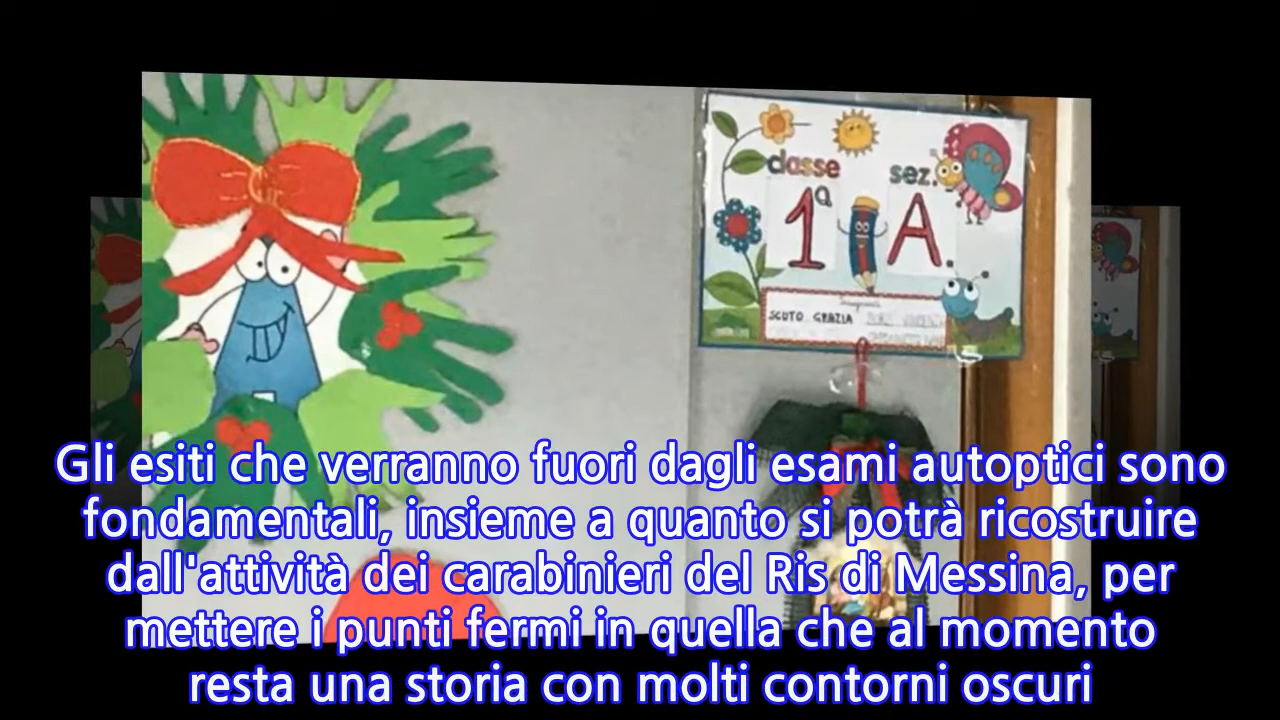 classe sez.
1ª A
SCUTO GRAZIA
Gli esiti che verranno fuori dagli esami autoptici sono
fondamentali, insieme a quanto si potrà ricostruire
dall'attività dei carabinieri del Ris di Messina, per
mettere i punti fermi in quella che al momento
resta una storia con molti contorni oscuri